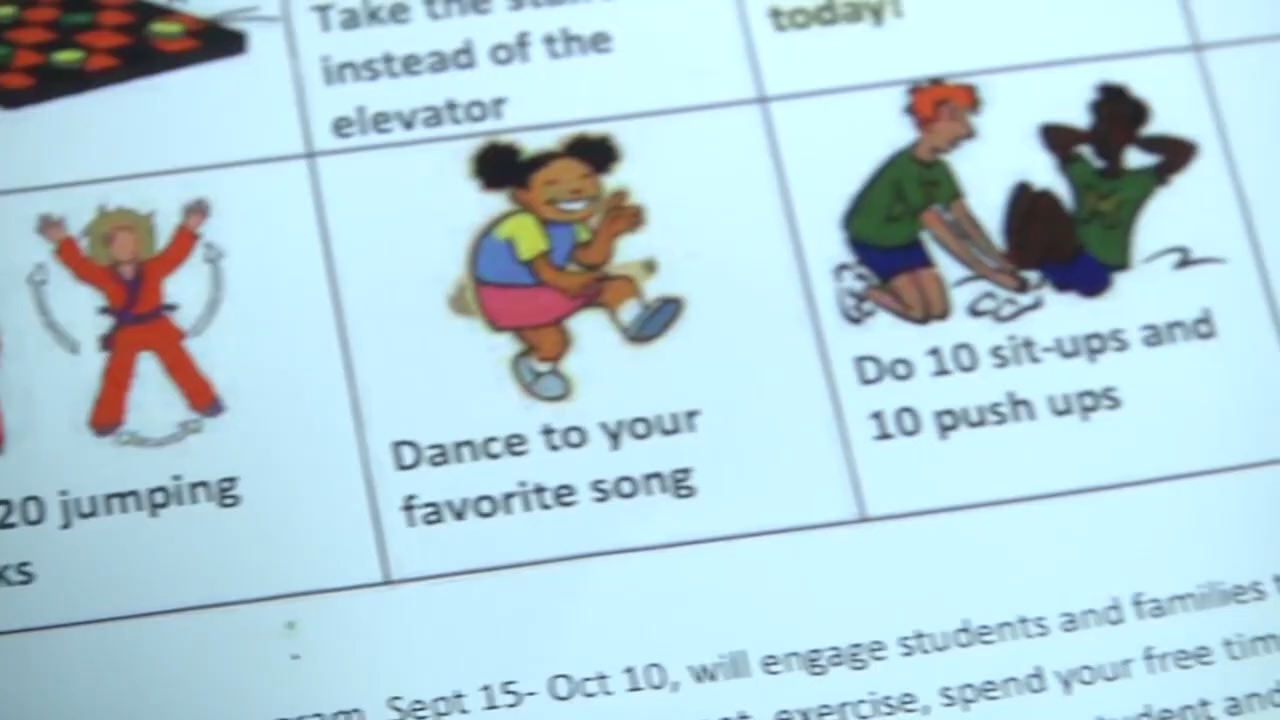 Take the
instead of the
elevator
today!
20 jumping
Dance to your
favorite song
Do 10 sit-ups and
10 push ups
Sept 15- Oct 10, will engage students and families
exercise, spend your free
and